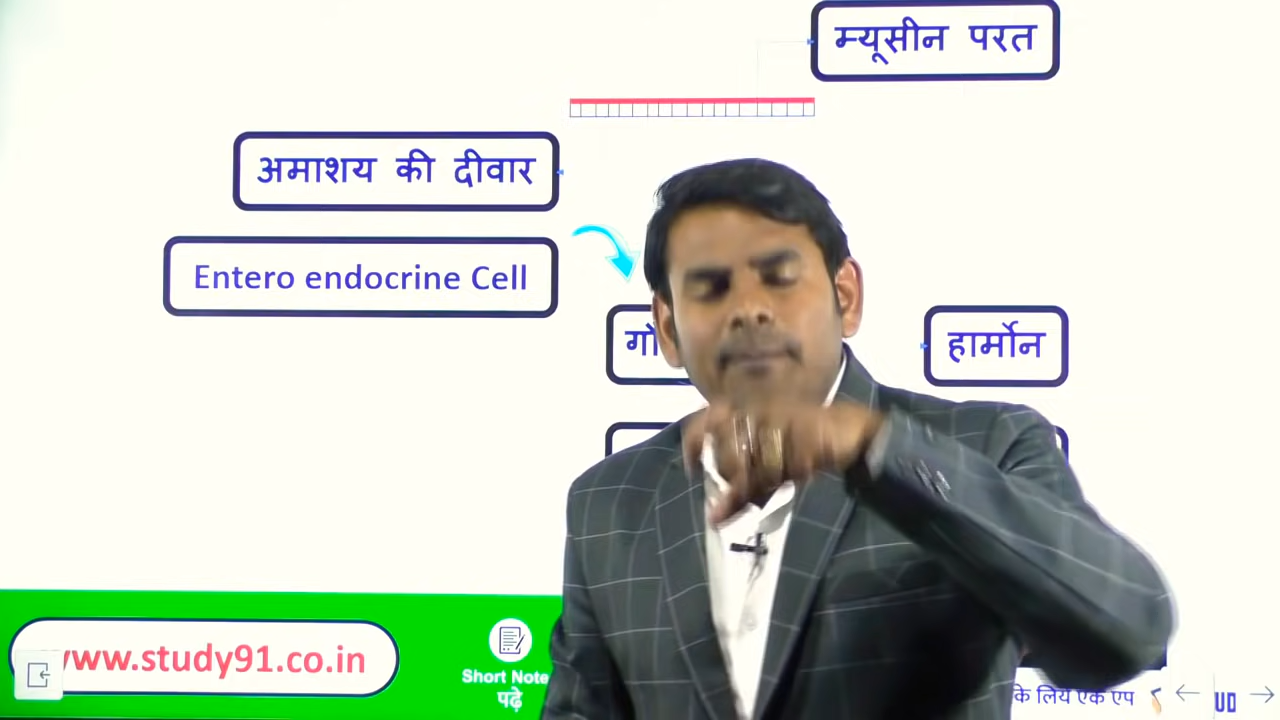 म्यूसीन परत
अमाशय की दीवार
Entero endocrine Cell
हार्मोन
www.study91.co.in
Short Note
पढ़े
के लिये एक एप